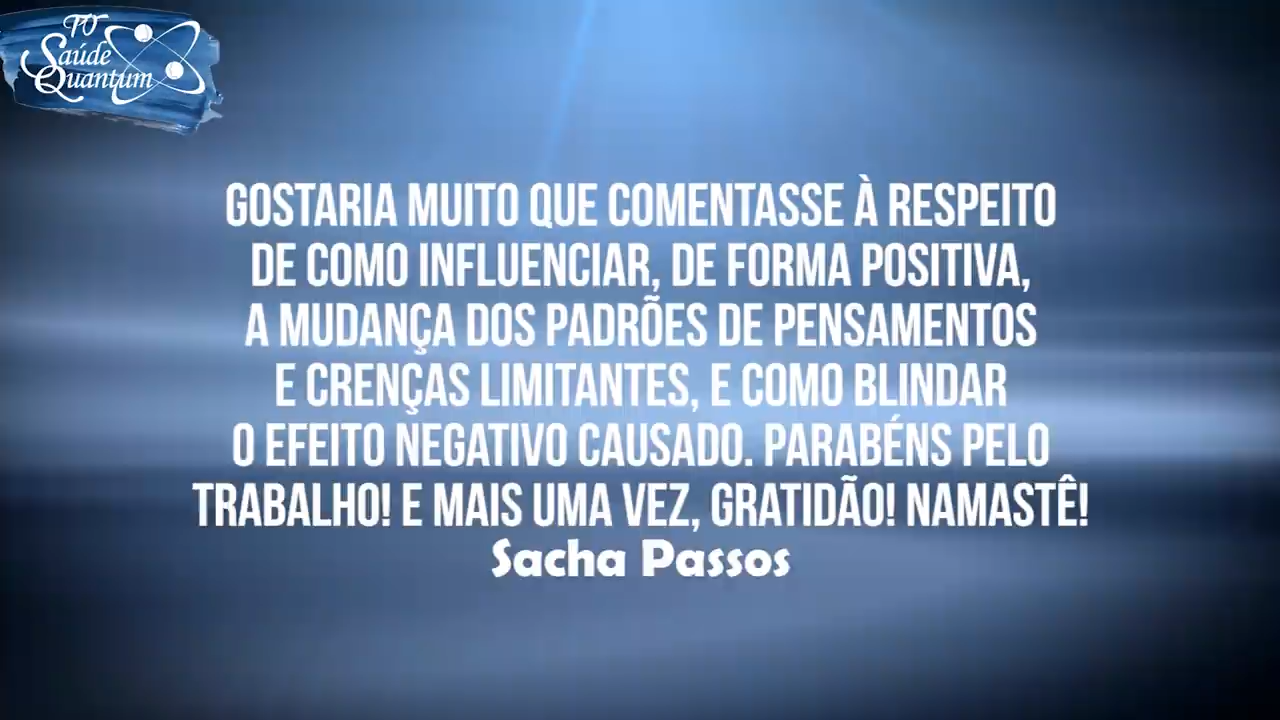 TV
Saúde
Quantum
GOSTARIA MUITO QUE COMENTASSE À RESPEITO
DE COMO INFLUENCIAR, DE FORMA POSITIVA,
A MUDANÇA DOS PADRÕES DE PENSAMENTOS
E CRENÇAS LIMITANTES, E COMO BLINDAR
O EFEITO NEGATIVO CAUSADO. PARABÉNS PELO
TRABALHO! E MAIS UMA VEZ, GRATIDÃO! NAMASTÊ!
Sacha Passos